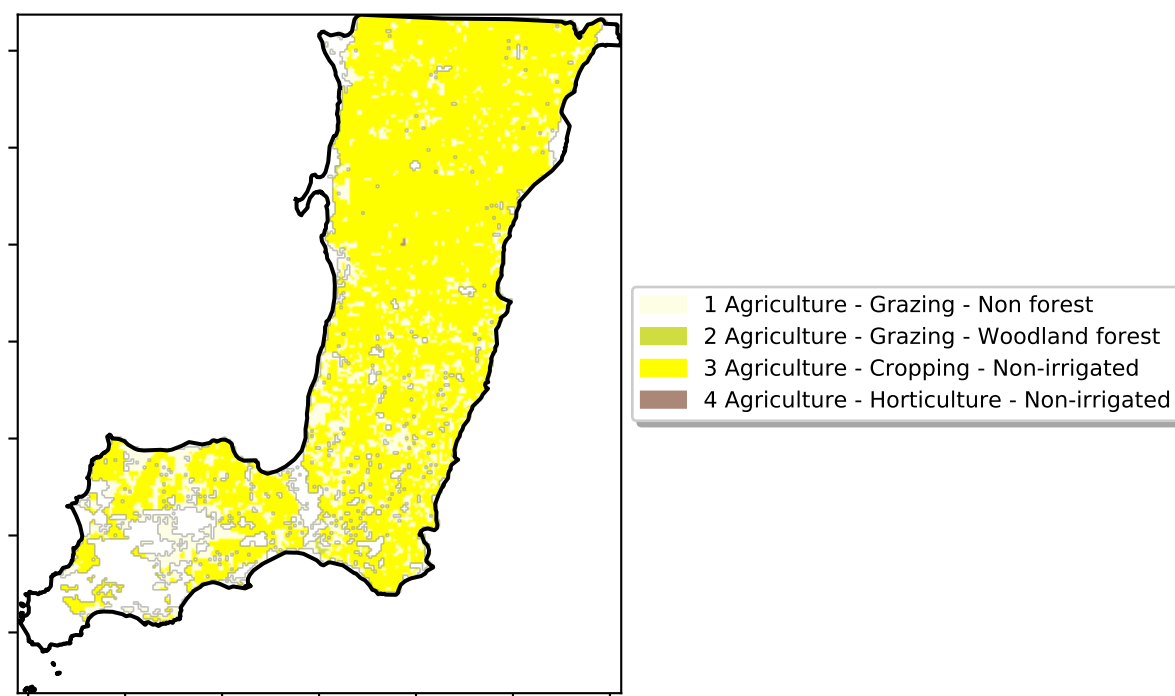 1 Agriculture - Grazing - Non forest
2 Agriculture - Grazing - Woodland forest
3 Agriculture - Cropping - Non-irrigated
4 Agriculture - Horticulture - Non-irrigated